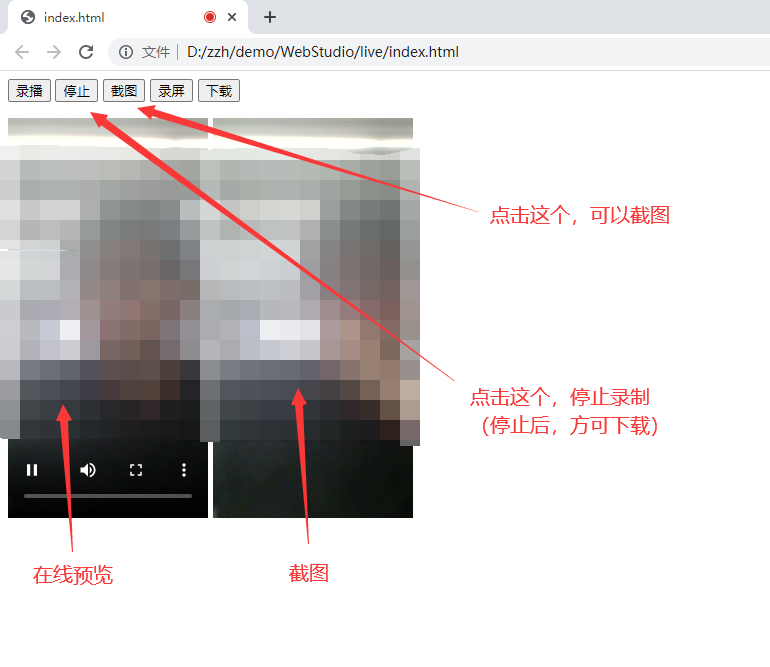 index.html
文件 D:/zzh/demo/WebStudio/live/index.html
录播 停止 截图 录屏 下载
点击这个，可以截图
点击这个，停止录制
（停止后，方可下载）
在线预览
截图